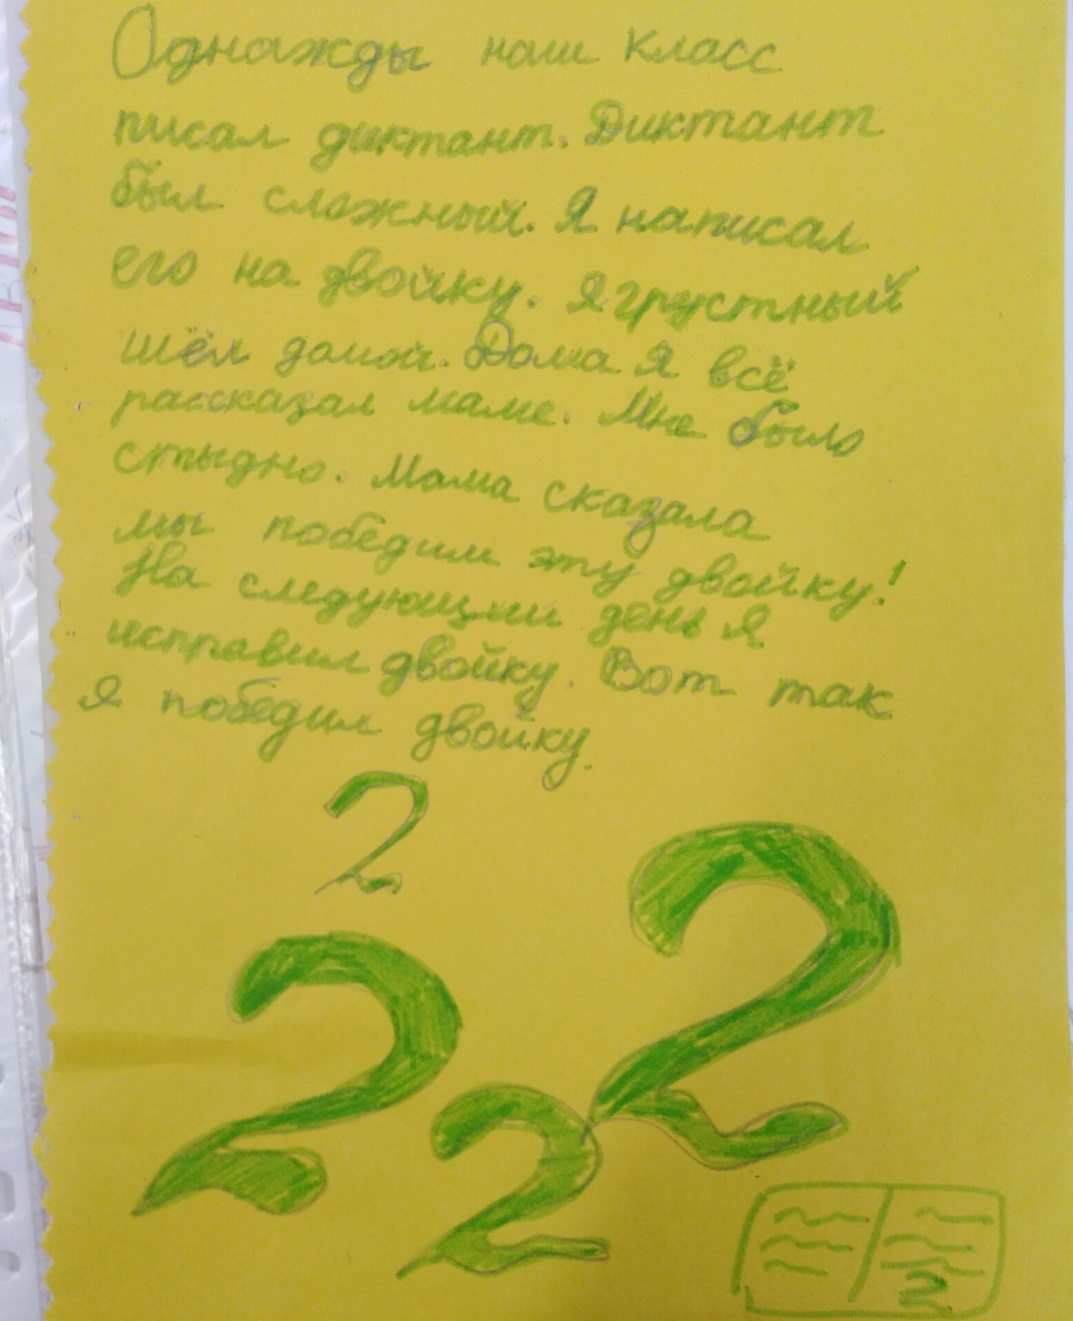 Однажды наш класс
писал диктант. Диктант
был сложный. Я написал
его на двойку. Я грустный
шёл домой. Дома я всё
рассказал маме. Мне было
стыдно. Мама сказала
мы победим эту двойку!
На следующии день я
исправил двойку. Вот так
я победил двойку.
2
2
2
2
2